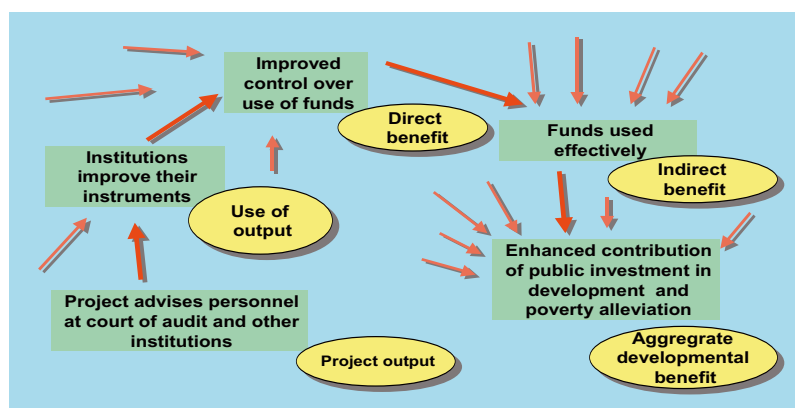 Improved
control over
use of funds
Direct
benefit
Funds used
effectively
Institutions
improve their
instruments
Indirect
benefit
Use of
output
Enhanced contribution
of public investment in
development and
poverty alleviation
Project advises personnel
at court of audit and other
institutions
Project output
Aggregrate
developmental
benefit